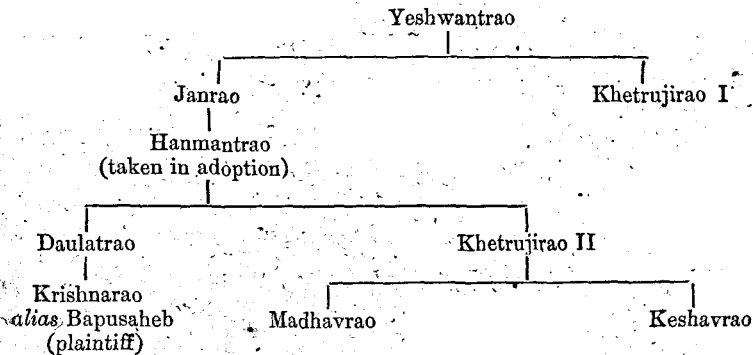 Yeshwantrao
Janrao
Khetrujirao I
Hanmantrao
(taken in adoption)
Daulatrao
Khetrujirao II
Krishnarao
alias Bapusaheb
(plaintiff)
Madhavrao
Keshavrao